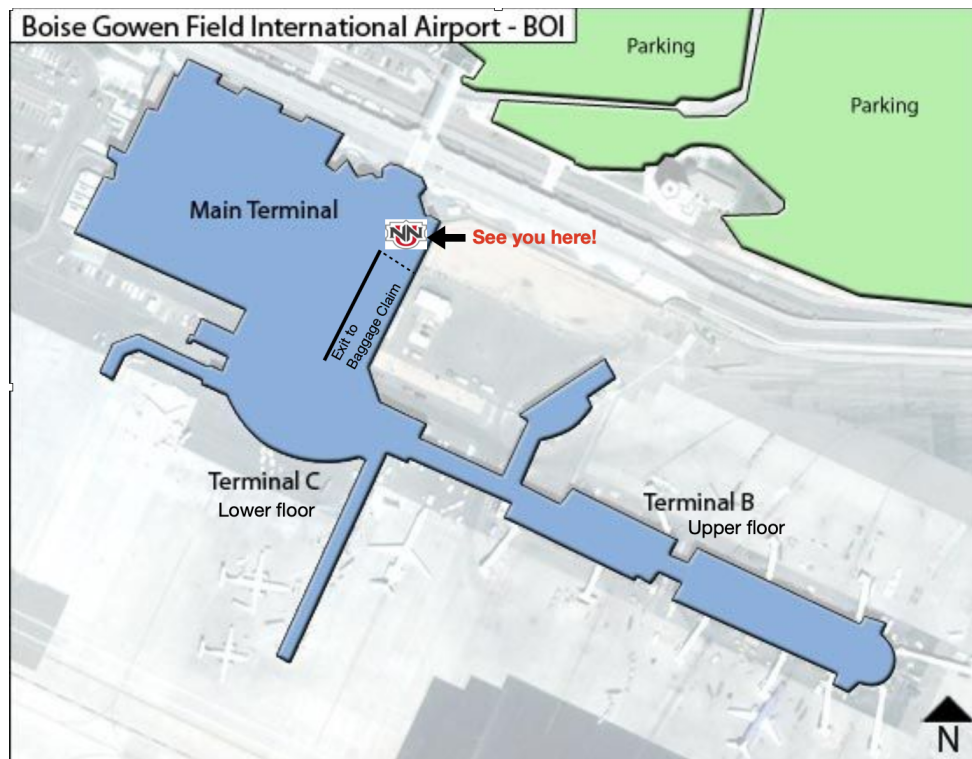 Boise Gowen Field International Airport - BOI
Parking
Parking
Main Terminal
NNU
See you here!
Exit to
Baggage Claim
Terminal C
Lower floor
Terminal B
Upper floor
N